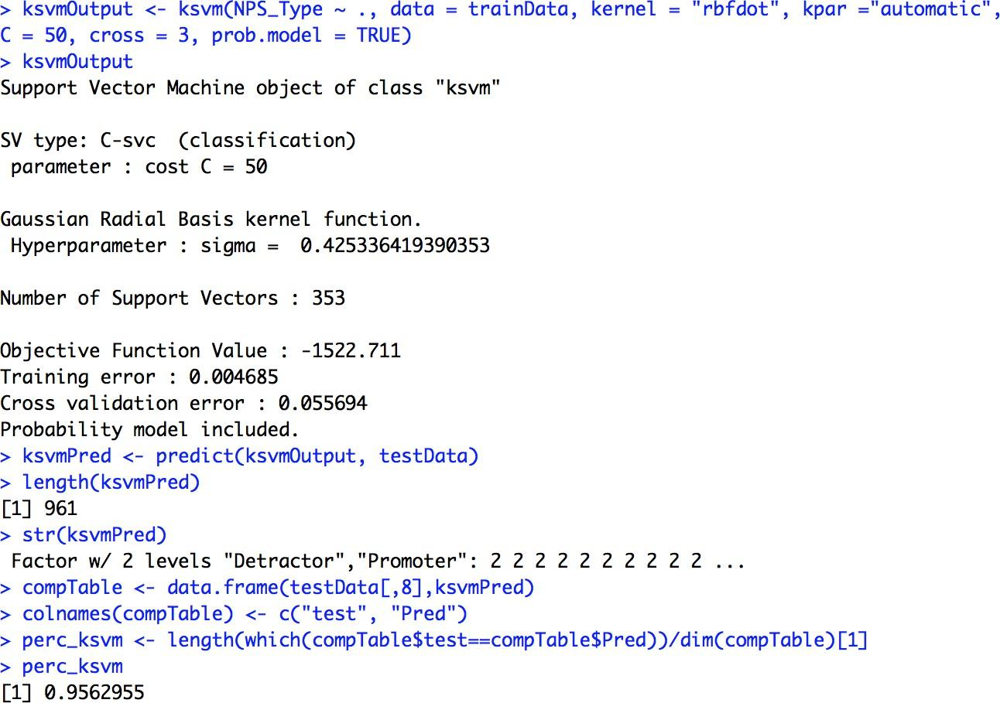 > ksvmOutput <- ksvm(NPS_Type ~ ., data = trainData, kernel = "rbfdot", kpar ="automatic",
C = 50, cross = 3, prob.model = TRUE)
> ksvmOutput
Support Vector Machine object of class "ksvm"

SV type: C-svc  (classification)
 parameter : cost C = 50

Gaussian Radial Basis kernel function.
 Hyperparameter : sigma =  0.425336419390353

Number of Support Vectors : 353

Objective Function Value : -1522.711
Training error : 0.004685
Cross validation error : 0.055694
Probability model included.
> ksvmPred <- predict(ksvmOutput, testData)
> length(ksvmPred)
[1] 961
> str(ksvmPred)
 Factor w/ 2 levels "Detractor","Promoter": 2 2 2 2 2 2 2 2 2 2 ...
> compTable <- data.frame(testData[,8],ksvmPred)
> colnames(compTable) <- c("test", "Pred")
> perc_ksvm <- length(which(compTable$test==compTable$Pred))/dim(compTable)[1]
> perc_ksvm
[1] 0.9562955